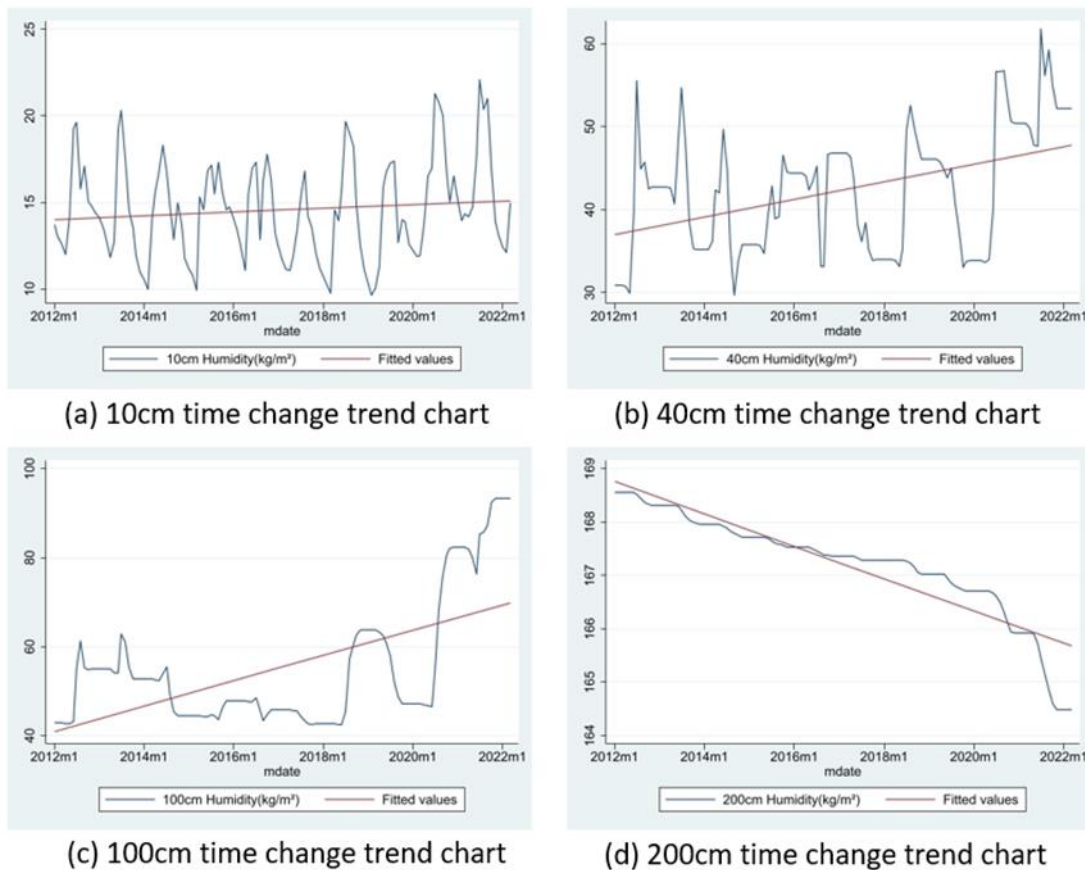 25
20
15
10
2012m1 2014m1 2016m1 2018m1 2020m1 2022m1
mdate
10cm Humidity(kg/m²) Fitted values
(a) 10cm time change trend chart
60
50
40
30
2012m1 2014m1 2016m1 2018m1 2020m1 2022m1
mdate
40cm Humidity(kg/m²) Fitted values
(b) 40cm time change trend chart
100
80
60
40
2012m1 2014m1 2016m1 2018m1 2020m1 2022m1
mdate
100cm Humidity(kg/m²) Fitted values
(c) 100cm time change trend chart
169
168
167
166
165
164
2012m1 2014m1 2016m1 2018m1 2020m1 2022m1
mdate
200cm Humidity(kg/m²) Fitted values
(d) 200cm time change trend chart